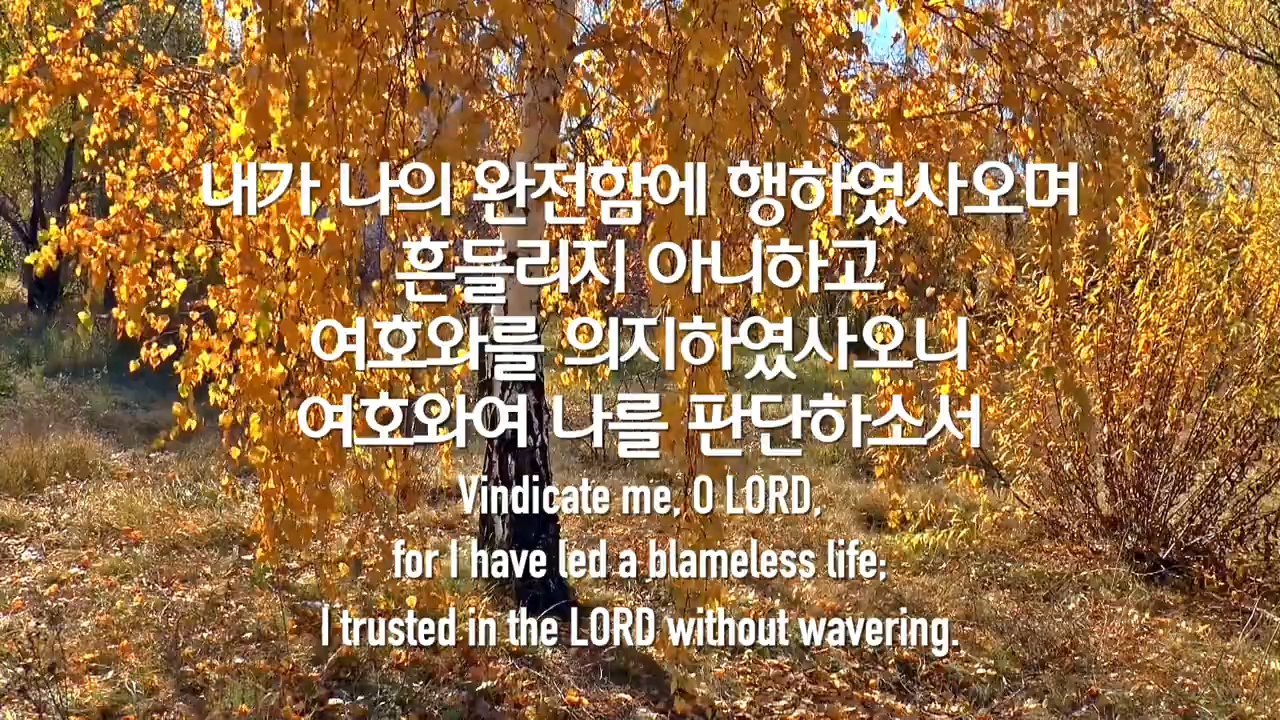 내가 나의 완전함에 행하였사오며
흔들리지 아니하고
여호와를 의지하였사오니
여호와여 나를 판단하소서
Vindicate me, O LORD,
for I have led a blameless life;
I trusted in the LORD without wavering.